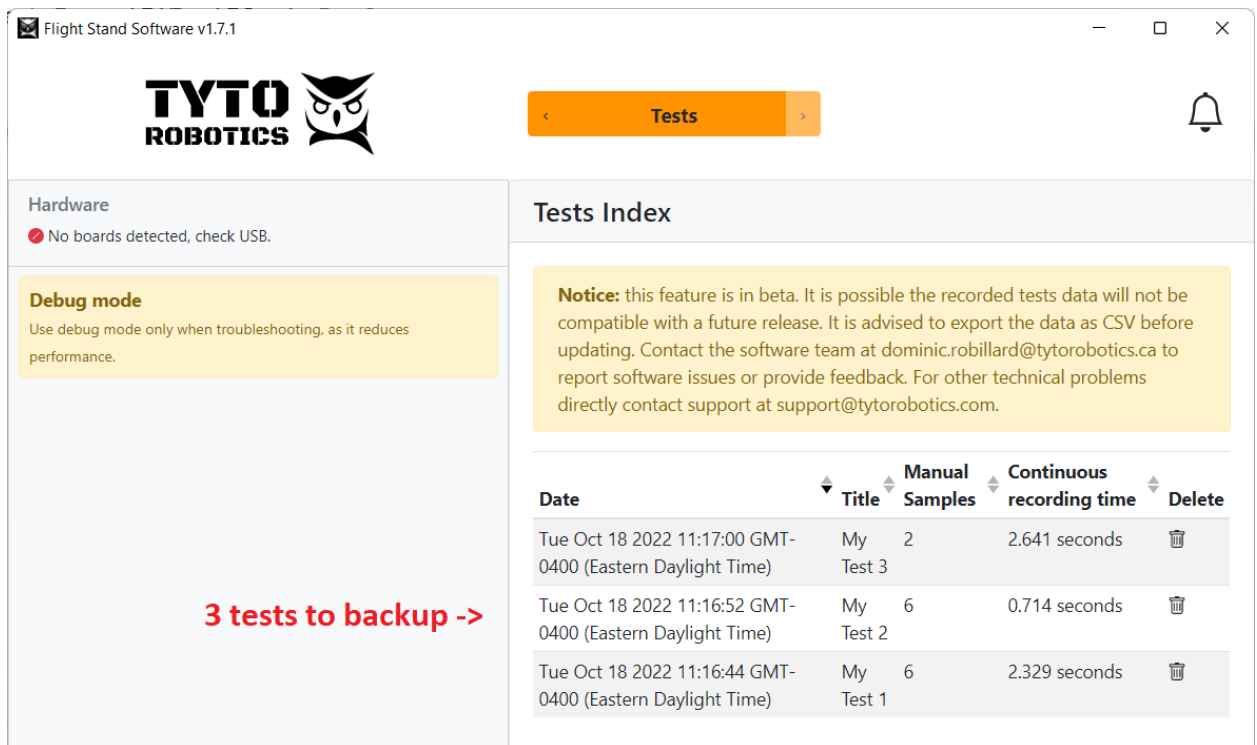 Flight Stand Software v1.7.1
TYTO
ROBOTICS
Tests
Hardware
No boards detected, check USB.
Debug mode
Use debug mode only when troubleshooting, as it reduces
performance.
3 tests to backup ->
Tests Index
Notice: this feature is in beta. It is possible the recorded tests data will not be
compatible with a future release. It is advised to export the data as CSV before
updating. Contact the software team at dominic.robillard@tytorobotics.ca to
report software issues or provide feedback. For other technical problems
directly contact support at support@tytorobotics.com.
Date Title Manual Samples Continuous recording time Delete
Tue Oct 18 2022 11:17:00 GMT- My 2 2.641 seconds
0400 (Eastern Daylight Time) Test 3
Tue Oct 18 2022 11:16:52 GMT- My 6 0.714 seconds
0400 (Eastern Daylight Time) Test 2
Tue Oct 18 2022 11:16:44 GMT- My 6 2.329 seconds
0400 (Eastern Daylight Time) Test 1